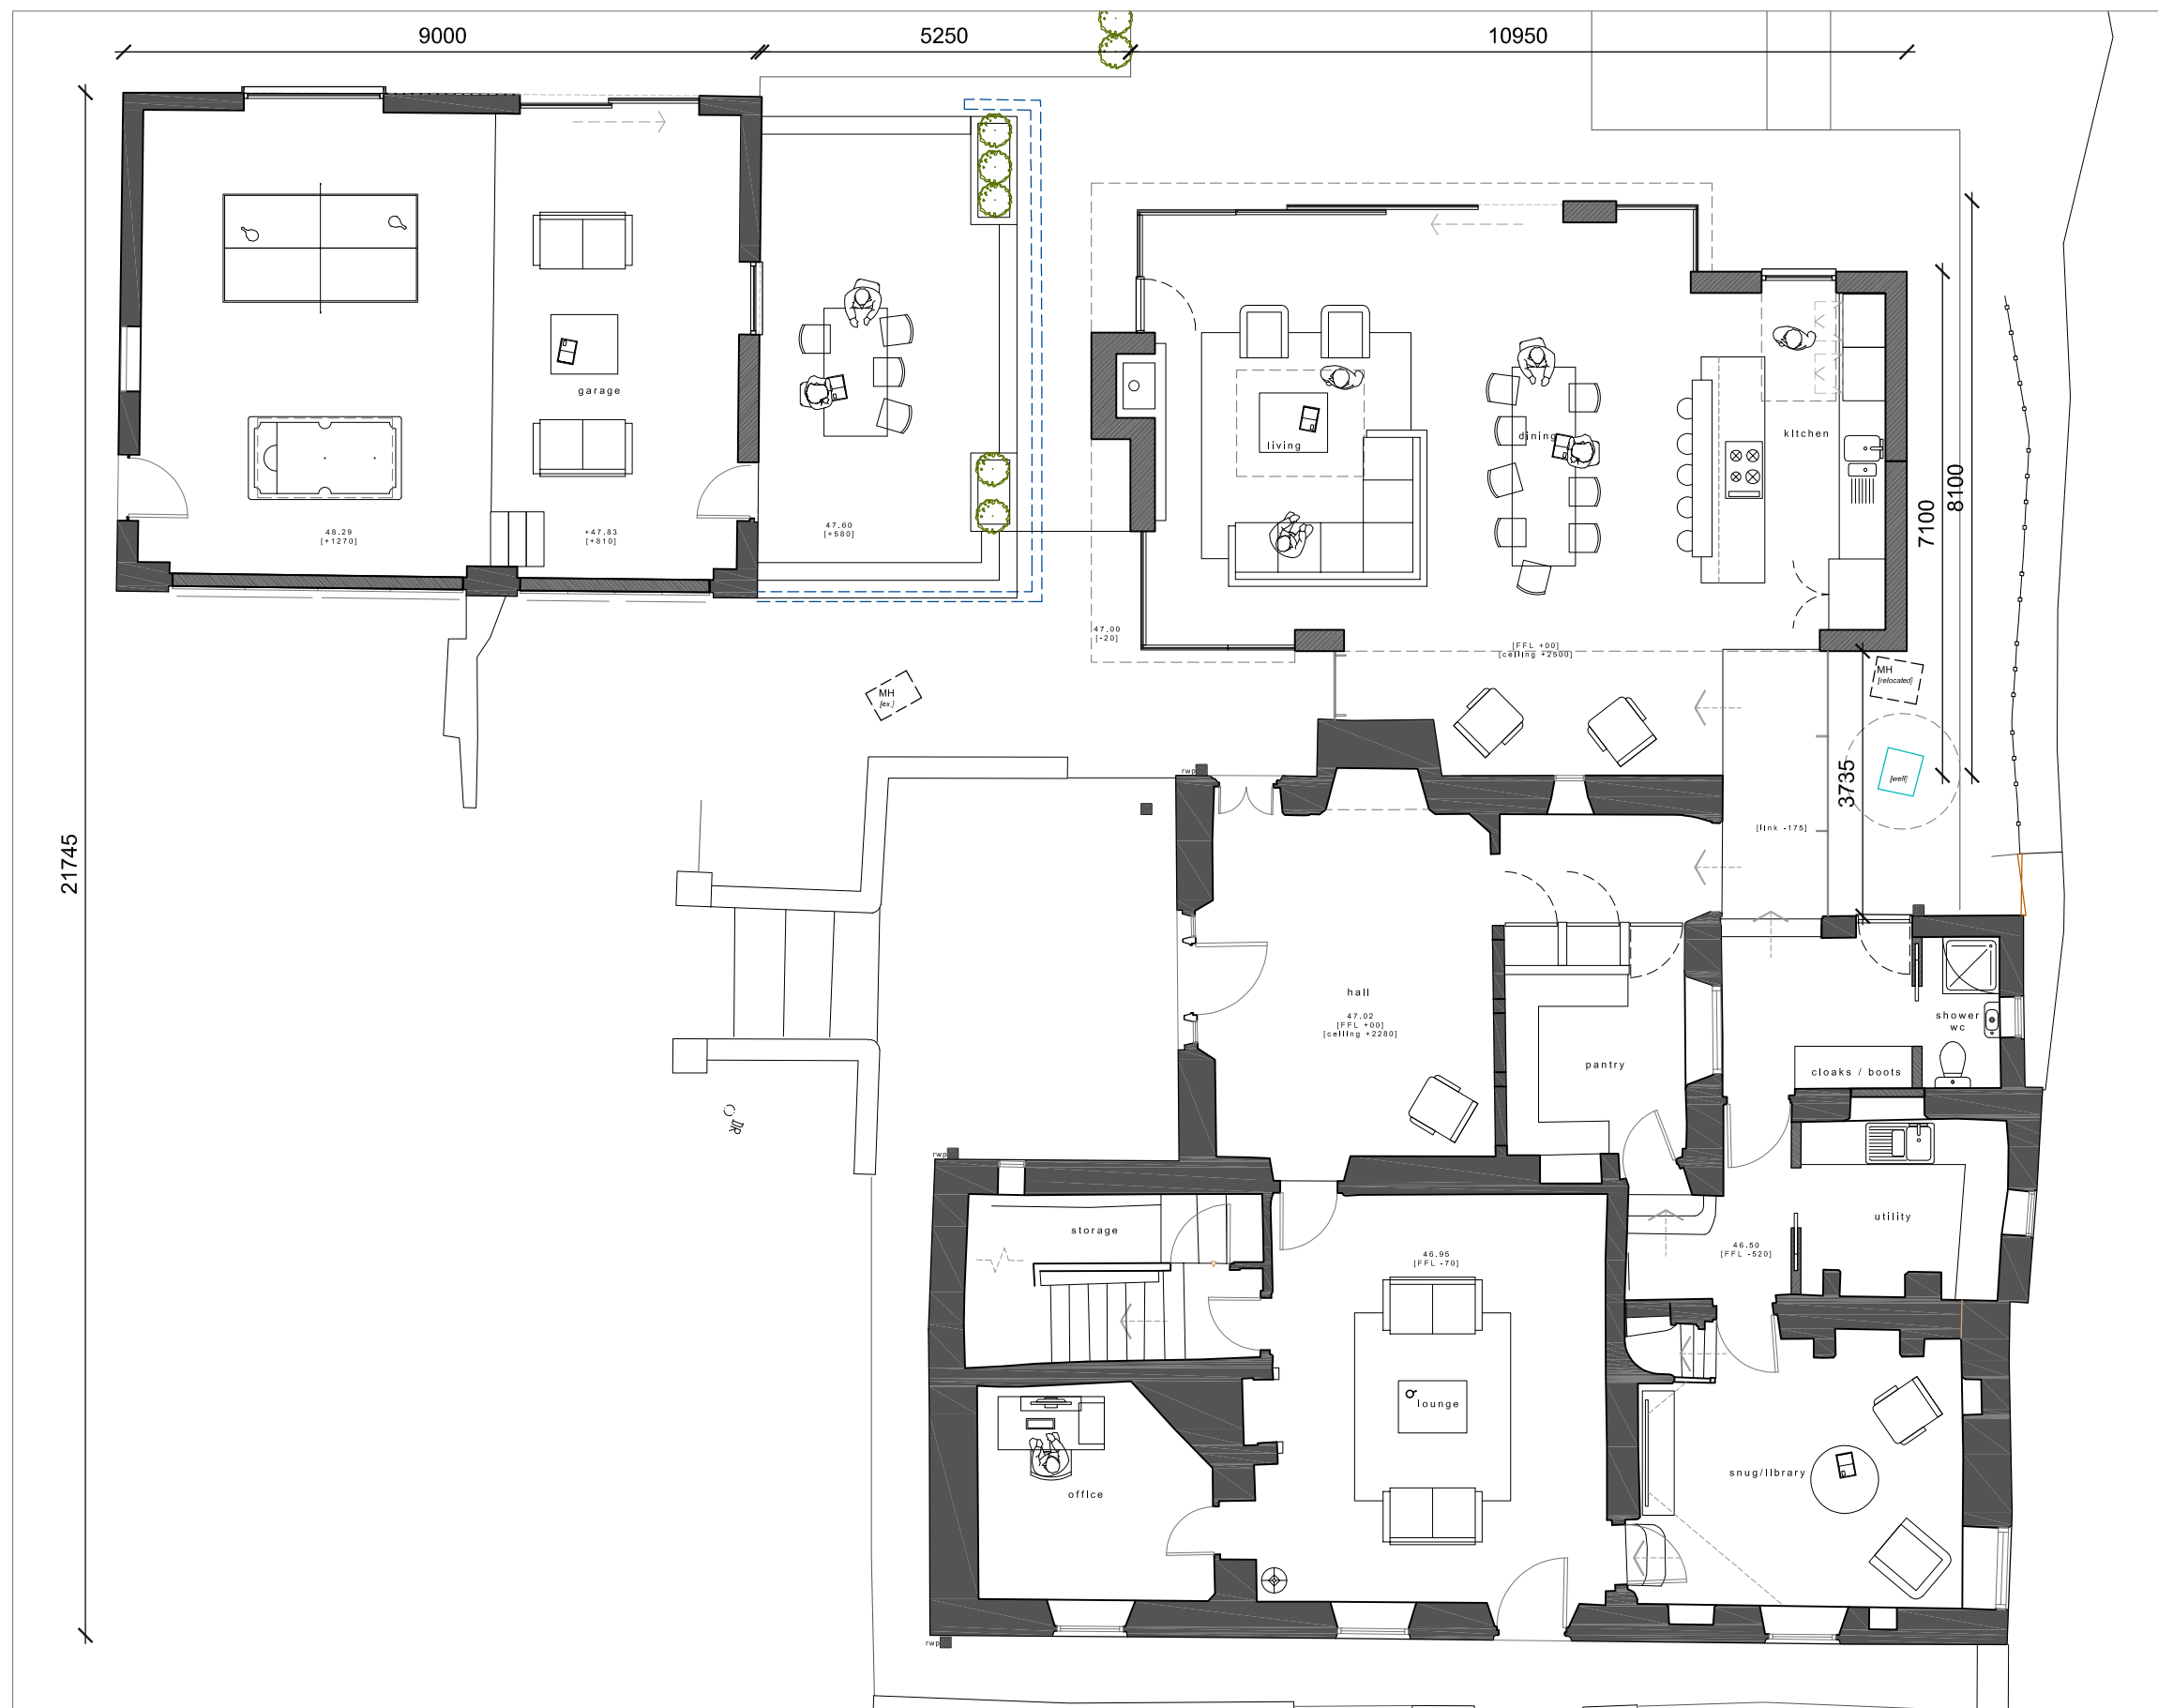 9000
5250
10950
garage
48.29
[+1270]
+47.83
[+810]
47.60
[+580]
living
dining
kitchen
7100
8100
47.00
[-20]
[FFL +00]
[ceiling +2500]
MH
[ex.]
MH
[relocated]
[well]
3735
[link -175]
21745
rwp
hall
47.02
[FFL +00]
[ceiling +2280]
pantry
shower
wc
cloaks / boots
utility
rwp
storage
46.95
[FFL -70]
46.50
[FFL -520]
lounge
snug/library
office
rwp